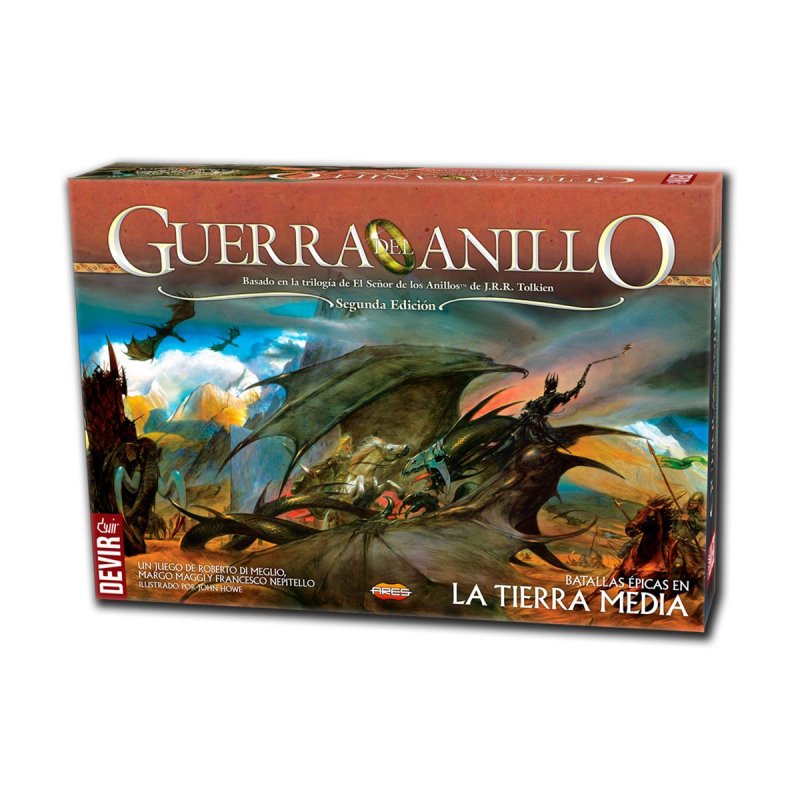 GUERRA DEL ANILLO
Basado en la trilogía de El Señor de los Anillos™ de J.R.R. Tolkien
Segunda Edición
DEVIR
UN JUEGO DE ROBERTO DI MEGLIO,
MARCO MAGGI Y FRANCESCO NEPITELLO
ILUSTRADO POR JOHN HOWE
ARES
BATALLAS ÉPICAS EN
LA TIERRA MEDIA